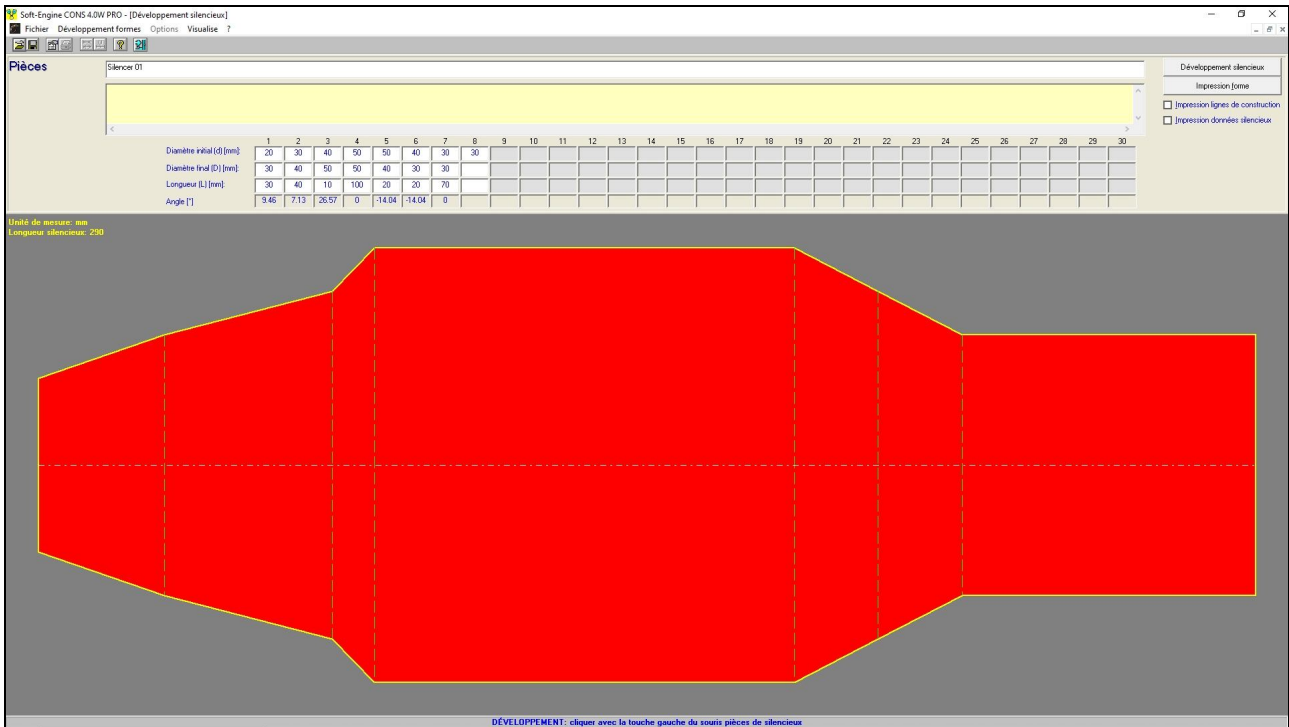 Soft-Engine CONS 4.0W PRO - [Développement silencieux]
Fichier Développement formes Options Visualise ?
Pièces
Silencer 01
Développement silencieux
Impression forme
Impression lignes de construction
Impression données silencieux
1 2 3 4 5 6 7 8 9 10 11 12 13 14 15 16 17 18 19 20 21 22 23 24 25 26 27 28 29 30
Diamètre initial (d) [mm]: 20 30 40 50 50 40 30 30
Diamètre final (D) [mm]: 30 40 50 50 40 30 30
Longueur (L) [mm]: 30 40 10 100 20 20 70
Angle [°] 9.46 7.13 26.57 0 -14.04 -14.04 0
Unité de mesure: mm
Longueur silencieux: 290
DÉVELOPPEMENT: cliquer avec la touche gauche du souris pièces de silencieux